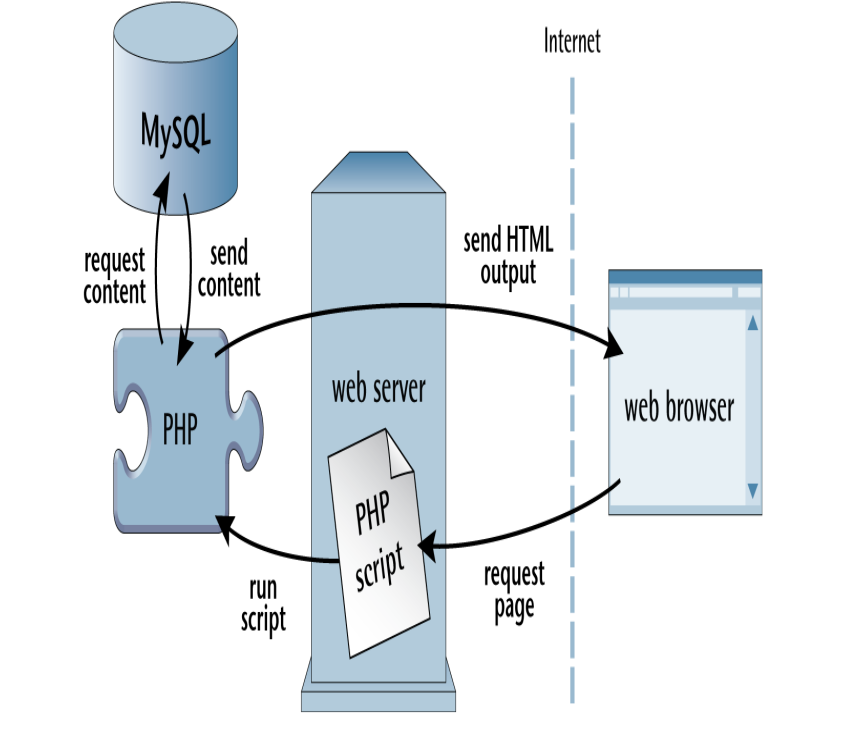 Internet
MySQL
request
content
send
content
send HTML
output
web server
PHP
web browser
PHP
script
run
script
request
page